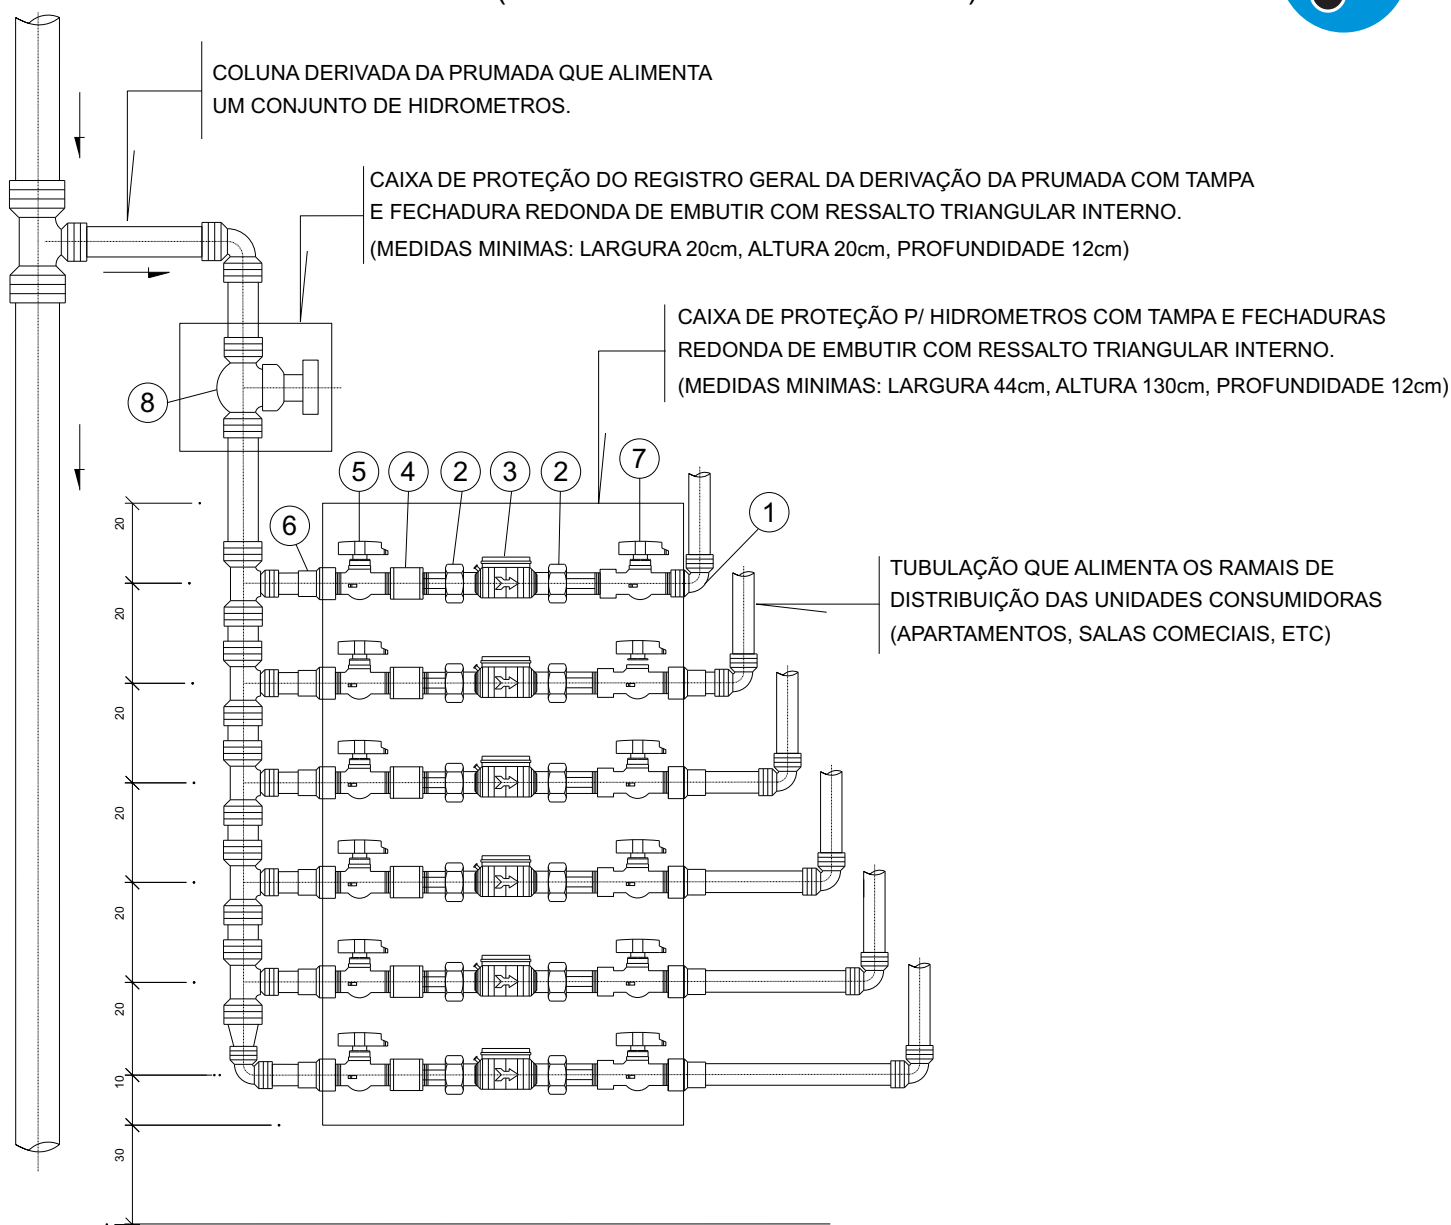 COLUNA DERIVADA DA PRUMADA QUE ALIMENTA
UM CONJUNTO DE HIDROMETROS.
CAIXA DE PROTEÇÃO DO REGISTRO GERAL DA DERIVAÇÃO DA PRUMADA COM TAMPA
E FECHADURA REDONDA DE EMBUTIR COM RESSALTO TRIANGULAR INTERNO.
(MEDIDAS MINIMAS: LARGURA 20cm, ALTURA 20cm, PROFUNDIDADE 12cm)
CAIXA DE PROTEÇÃO P/ HIDROMETROS COM TAMPA E FECHADURAS
REDONDA DE EMBUTIR COM RESSALTO TRIANGULAR INTERNO.
(MEDIDAS MINIMAS: LARGURA 44cm, ALTURA 130cm, PROFUNDIDADE 12cm)
8
5 4 2 3 2 7
1
6
TUBULAÇÃO QUE ALIMENTA OS RAMAIS DE
DISTRIBUIÇÃO DAS UNIDADES CONSUMIDORAS
(APARTAMENTOS, SALAS COMECIAIS, ETC)
20
20
20
20
20
20
10
30